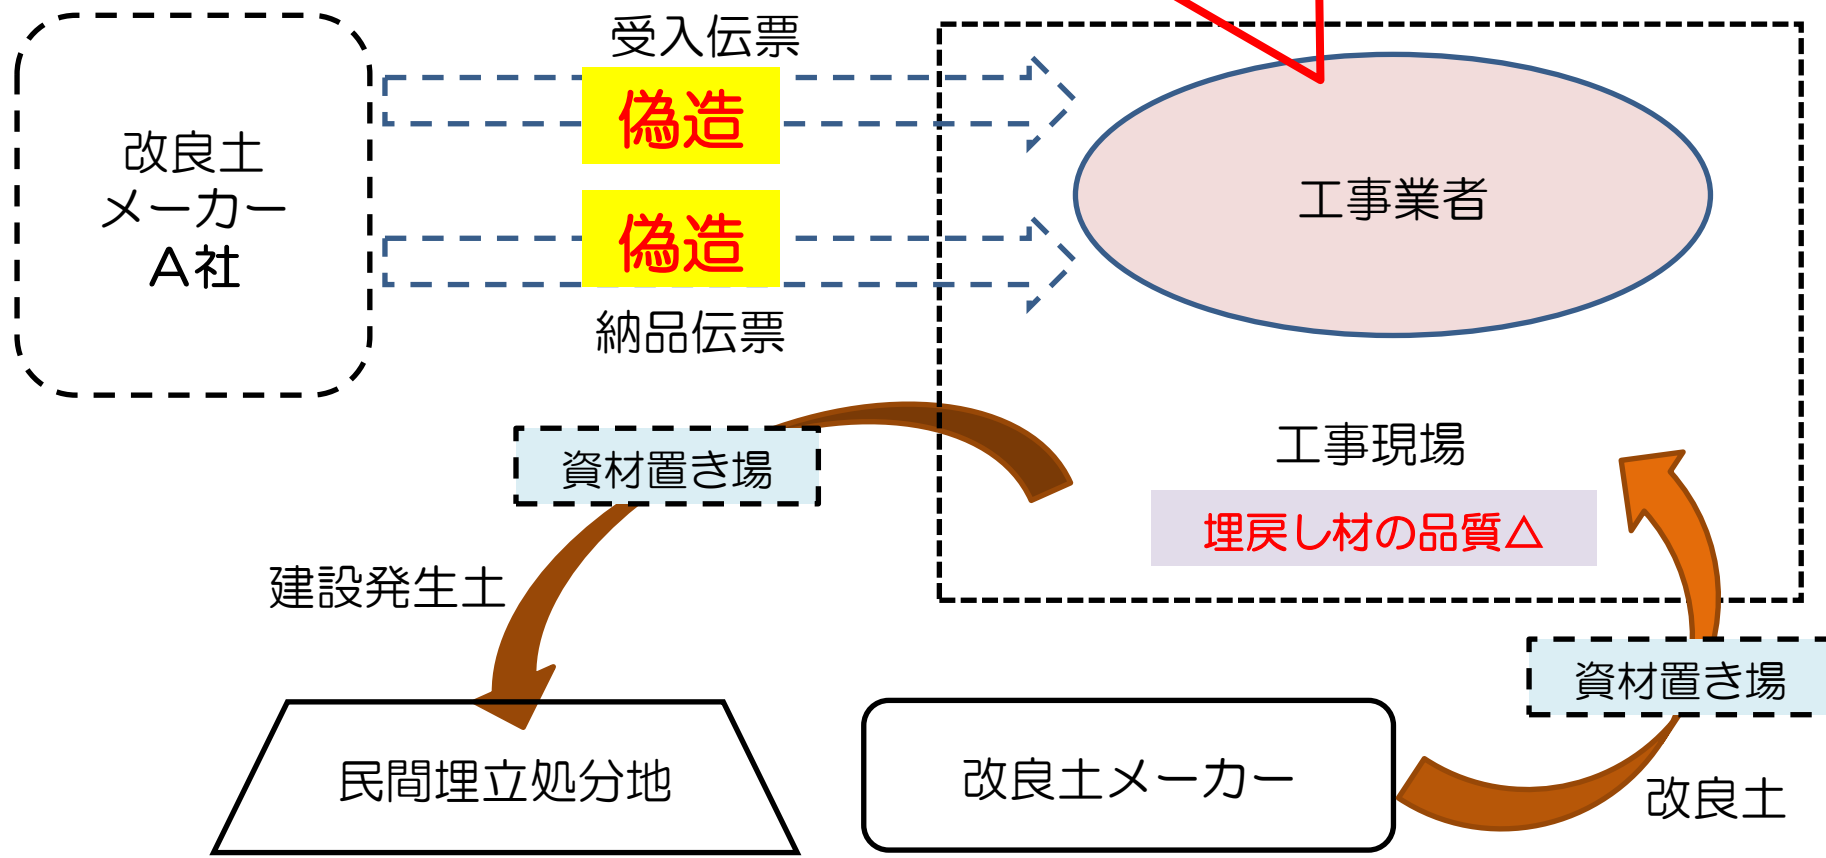 受入伝票
偽造
改良土
メーカー
A社
工事業者
偽造
納品伝票
工事現場
資材置き場
埋戻し材の品質△
建設発生土
資材置き場
民間埋立処分地
改良土メーカー
改良土